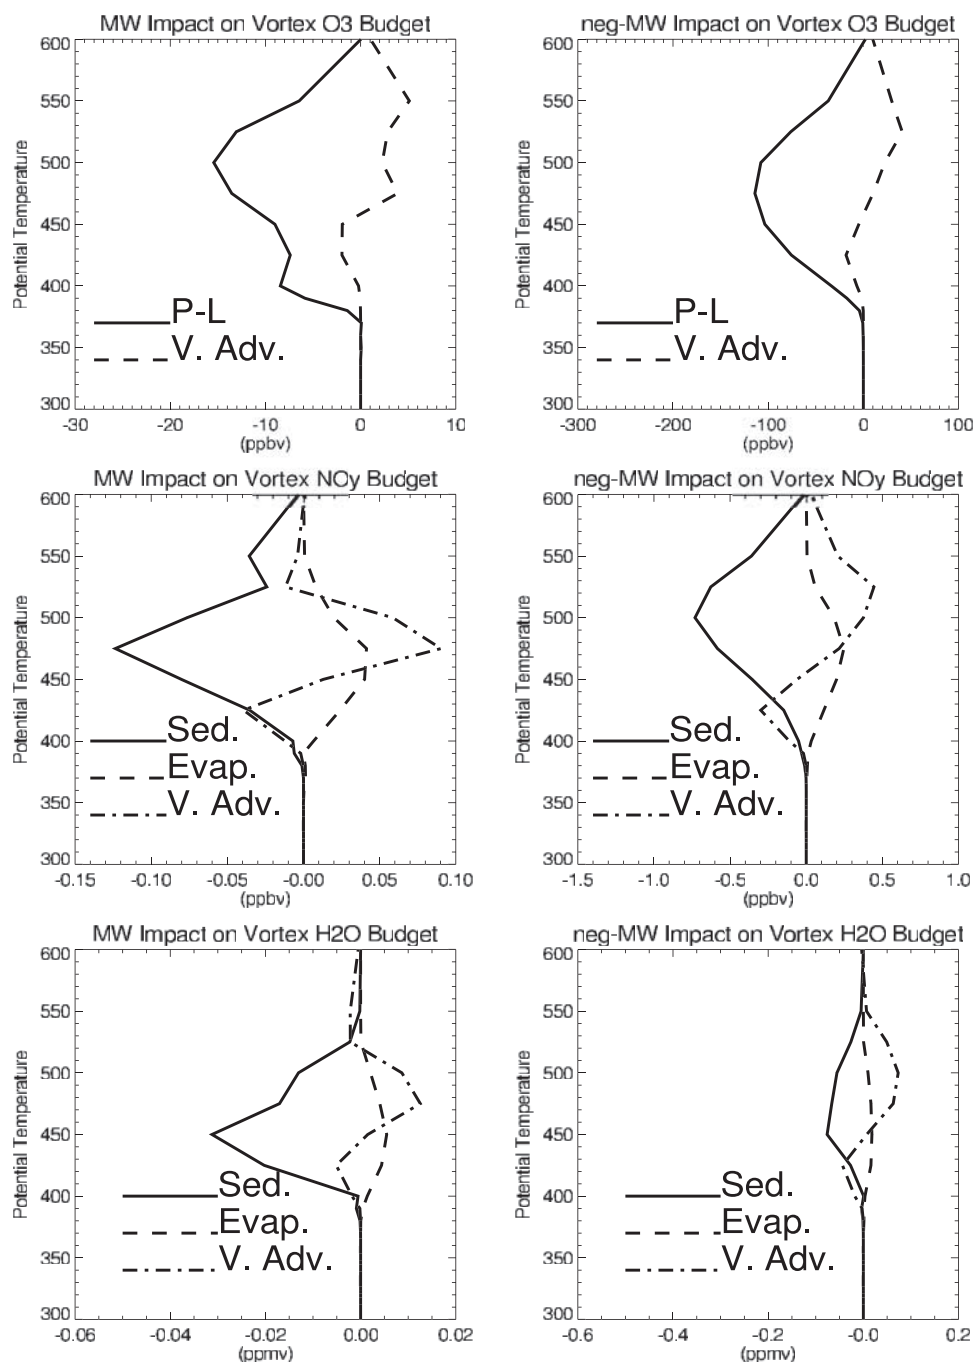 MW Impact on Vortex O3 Budget
600
550
500
450
400
350
300
Potential Temperature
P-L
V. Adv.
-30 -20 -10 0 10
(ppbv)
neg-MW Impact on Vortex O3 Budget
600
550
500
450
400
350
300
Potential Temperature
P-L
V. Adv.
-300 -200 -100 0 100
(ppbv)
MW Impact on Vortex NOy Budget
600
550
500
450
400
350
300
Potential Temperature
Sed.
Evap.
V. Adv.
-0.15 -0.10 -0.05 -0.00 0.05 0.10
(ppbv)
neg-MW Impact on Vortex NOy Budget
600
550
500
450
400
350
300
Potential Temperature
Sed.
Evap.
V. Adv.
-1.5 -1.0 -0.5 0.0 0.5 1.0
(ppbv)
MW Impact on Vortex H2O Budget
600
550
500
450
400
350
300
Potential Temperature
Sed.
Evap.
V. Adv.
-0.06 -0.04 -0.02 0.00 0.02
(ppmv)
neg-MW Impact on Vortex H2O Budget
600
550
500
450
400
350
300
Potential Temperature
Sed.
Evap.
V. Adv.
-0.6 -0.4 -0.2 -0.0 0.2
(ppmv)